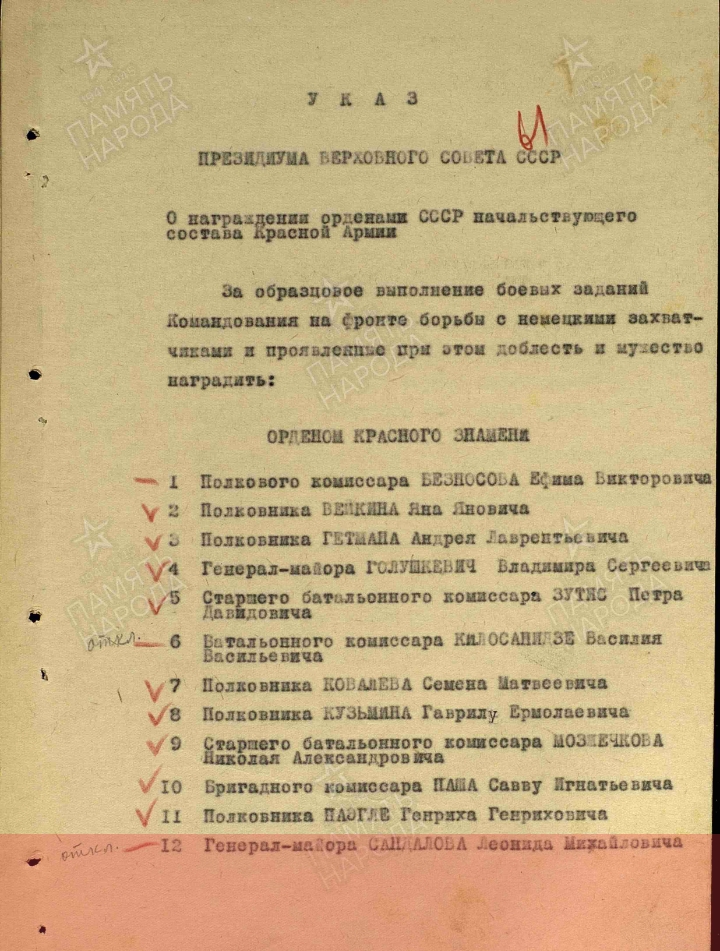 У К А З
61
ПРЕЗИДИУМА ВЕРХОВНОГО СОВЕТА СССР
О награждении орденами СССР начальствующего
состава Красной Армии
За образцовое выполнение боевых заданий
Командования на фронте борьбы с немецкими захват-
чиками и проявленные при этом доблесть и мужество
наградить:
ОРДЕНОМ КРАСНОГО ЗНАМЕНИ
1 Полкового комиссара БЕЗНОСОВА Ефима Викторовича
2 Полковника ВЕЙКИНА Яна Яновича
3 Полковника ГЕТМАНА Андрея Лаврентьевича
4 Генерал-майора ГОЛУШКЕВИЧ Владимира Сергеевича
5 Старшего батальонного комиссара ЗУТИС Петра
Давидовича
откл. 6 Батальонного комиссара КИЛОСАНИДЗЕ Василия
Васильевича
7 Полковника КОВАЛЕВА Семена Матвеевича
8 Полковника КУЗЬМИНА Гаврилу Ермолаевича
9 Старшего батальонного комиссара МОЗЖЕЧКОВА
Николая Александровича
10 Бригадного комиссара ПАША Савву Игнатьевича
11 Полковника ПАЭГЛЕ Генриха Генриховича
откл. 12 Генерал-майора САНДАЛОВА Леонида Михайловича
ПАМЯТЬ
НАРОДА